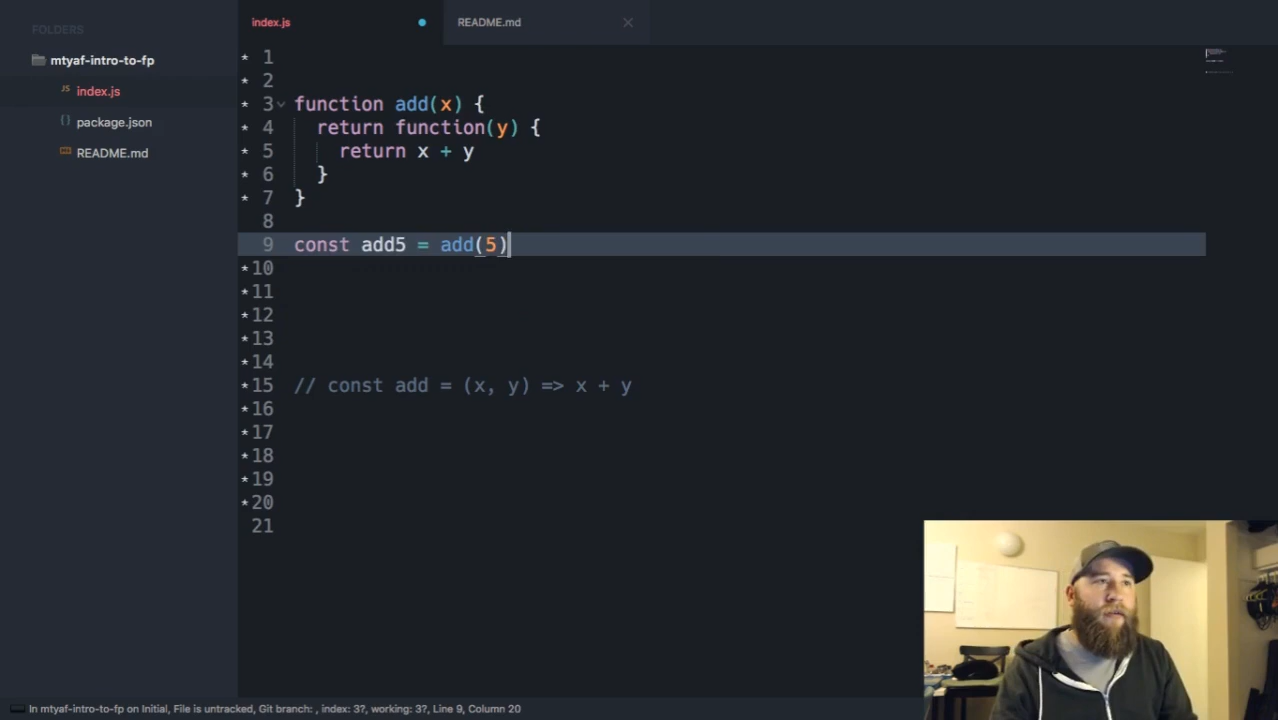 FOLDERS
mtyaf-intro-to-fp
JS index.js
{} package.json
README.md
index.js
README.md
* 1
* 2
* 3 function add(x) {
* 4 return function(y) {
* 5 return x + y
* 6 }
* 7 }
8
9 const add5 = add(5)
* 10
* 11
* 12
* 13
* 14
* 15 // const add = (x, y) => x + y
* 16
* 17
* 18
* 19
* 20
21
In mtyaf-intro-to-fp on Initial, File is untracked, Git branch: , index: 3?, working: 3?, Line 9, Column 20